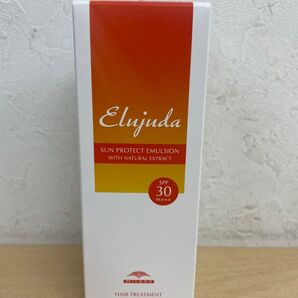 Elujuda
SUN PROTECT EMULSION
WITH NATURAL EXTRACT
SPF
30
PA+++
milbon
HAIR TREATMENT